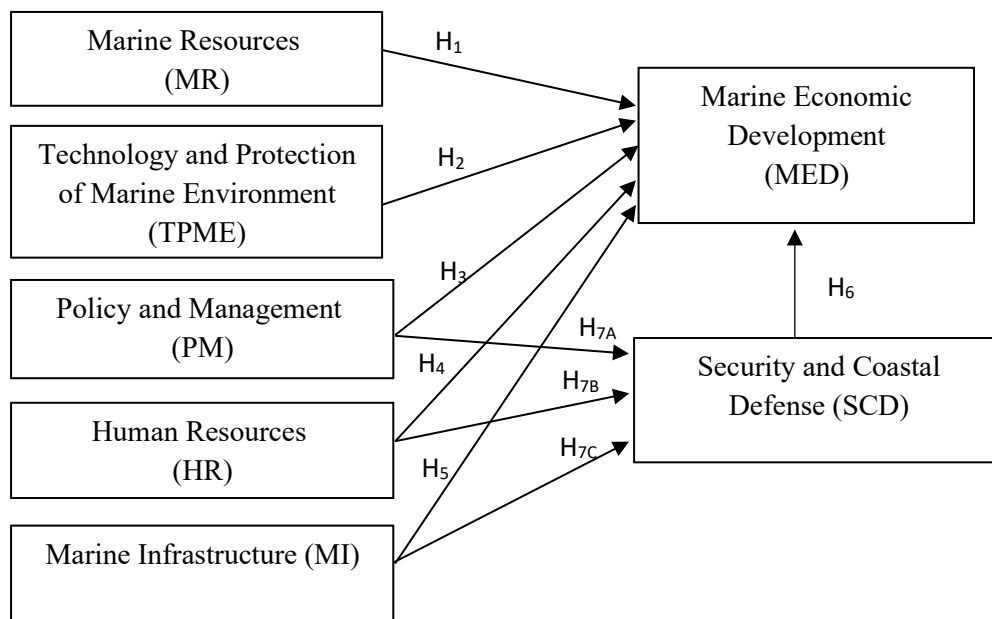 Marine Resources
(MR)
H1
Marine Economic
Development
(MED)
Technology and Protection
of Marine Environment
(TPME)
H2
Policy and Management
(PM)
H3
H7A
H6
Security and Coastal
Defense (SCD)
Human Resources
(HR)
H4
H7B
Marine Infrastructure (MI)
H5
H7C